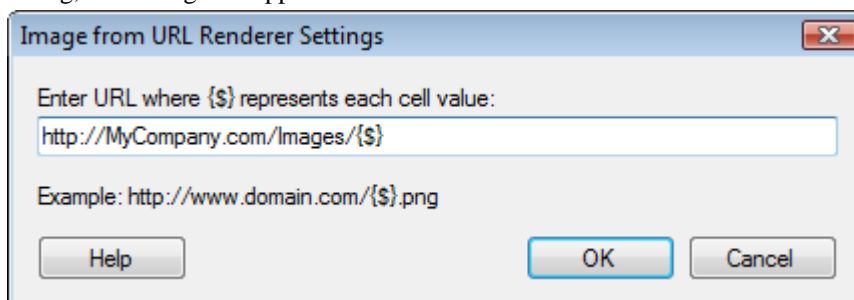 Image from URL Renderer Settings
Enter URL where {$} represents each cell value:
http://MyCompany.com/Images/{$}
Example: http://www.domain.com/{$}.png
Help OK Cancel